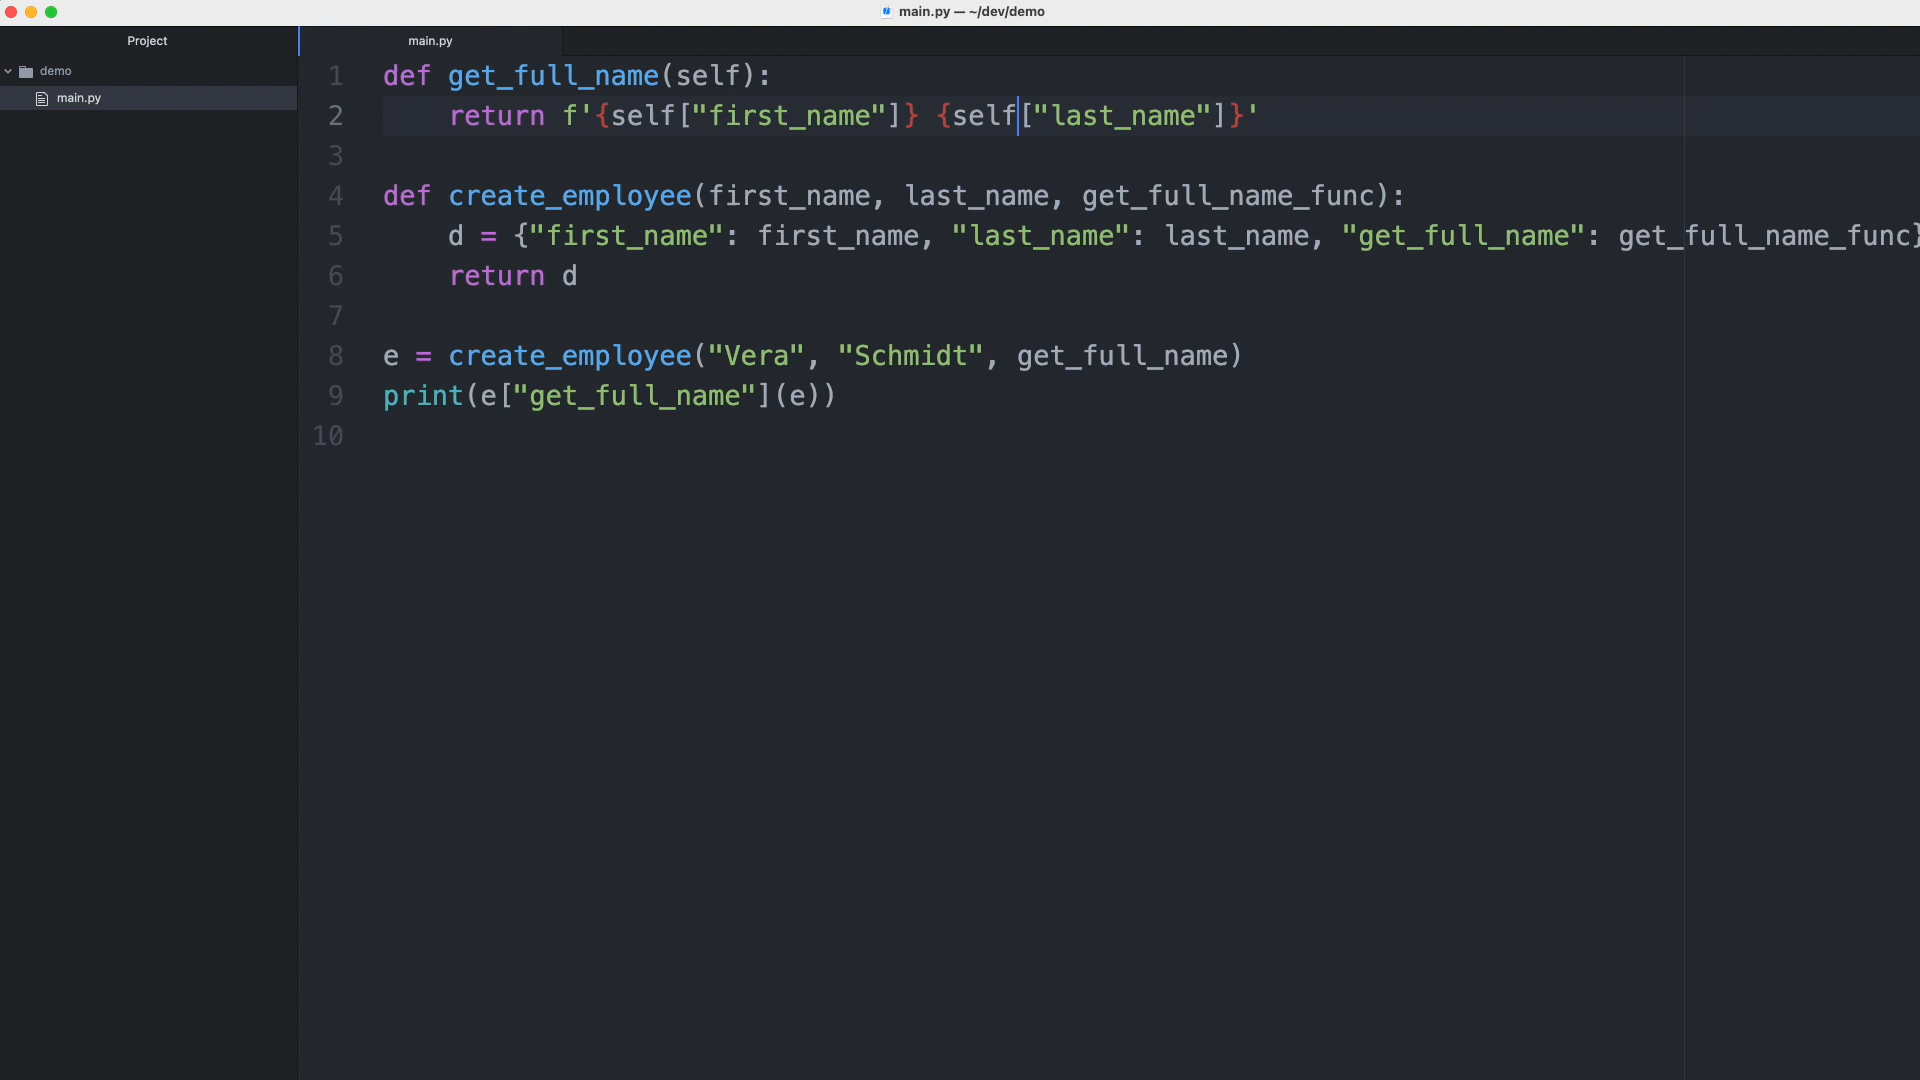 main.py — ~/dev/demo
Project
main.py
demo
main.py
1 def get_full_name(self):
2     return f'{self["first_name"]} {self["last_name"]}'
3
4 def create_employee(first_name, last_name, get_full_name_func):
5     d = {"first_name": first_name, "last_name": last_name, "get_full_name": get_full_name_func}
6     return d
7
8 e = create_employee("Vera", "Schmidt", get_full_name)
9 print(e["get_full_name"](e))
10